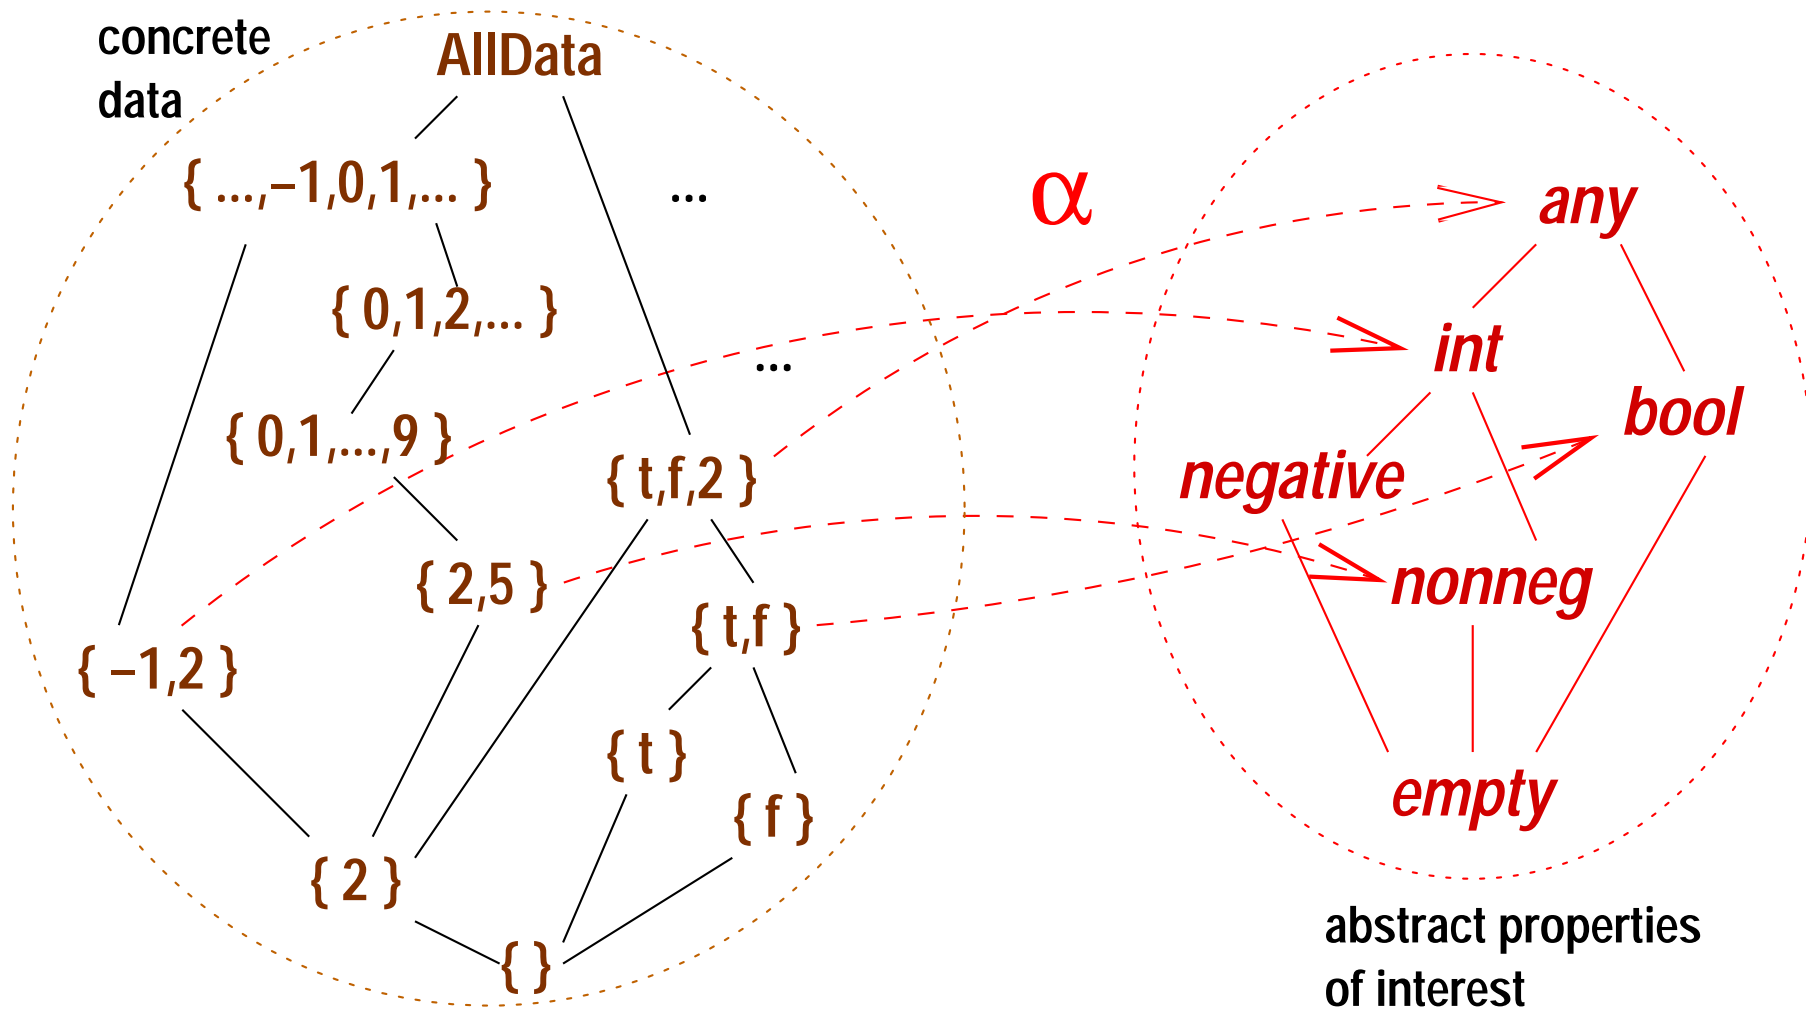 concrete
data
AllData
{ ...,–1,0,1,... }
...
α
any
{ 0,1,2,... }
int
...
bool
{ 0,1,...,9 }
{ t,f,2 }
negative
{ 2,5 }
nonneg
{ t,f }
{ –1,2 }
{ t }
{ f }
empty
{ 2 }
{ }
abstract properties
of interest